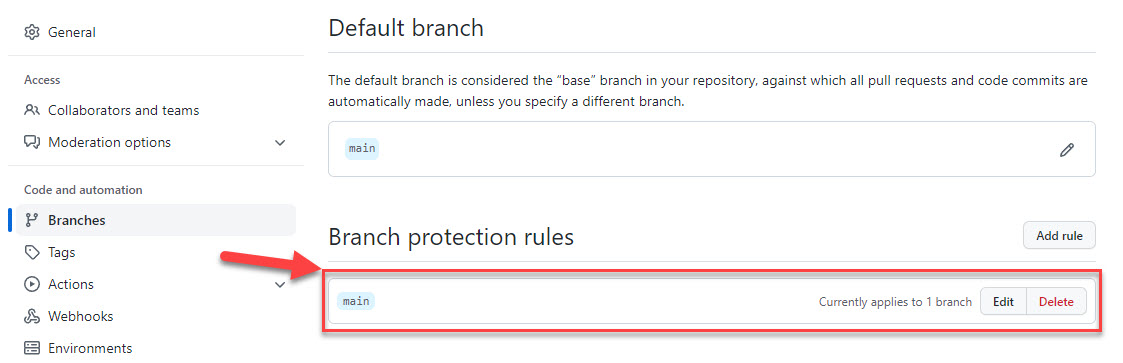 General
Access
Collaborators and teams
Moderation options
Code and automation
Branches
Tags
Actions
Webhooks
Environments
Default branch
The default branch is considered the “base” branch in your repository, against which all pull requests and code commits are
automatically made, unless you specify a different branch.
main
Branch protection rules
Add rule
main
Currently applies to 1 branch
Edit
Delete